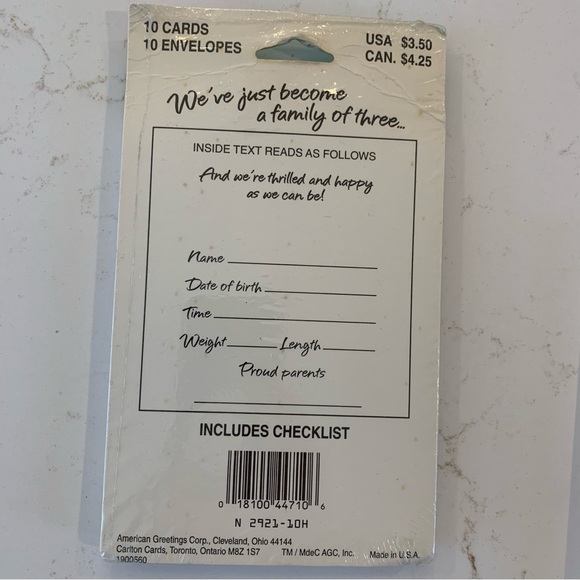 10 CARDS
10 ENVELOPES
USA $3.50
CAN. $4.25
We've just become
a family of three...
INSIDE TEXT READS AS FOLLOWS
And we're thrilled and happy
as we can be!
Name
Date of birth
Time
Weight Length
Proud parents
INCLUDES CHECKLIST
0 18100 44710 6
N 2921-10H
American Greetings Corp., Cleveland, Ohio 44144
Carlton Cards, Toronto, Ontario M8Z 1S7 TM / MdeC AGC, Inc. Made in U.S.A.
1900560